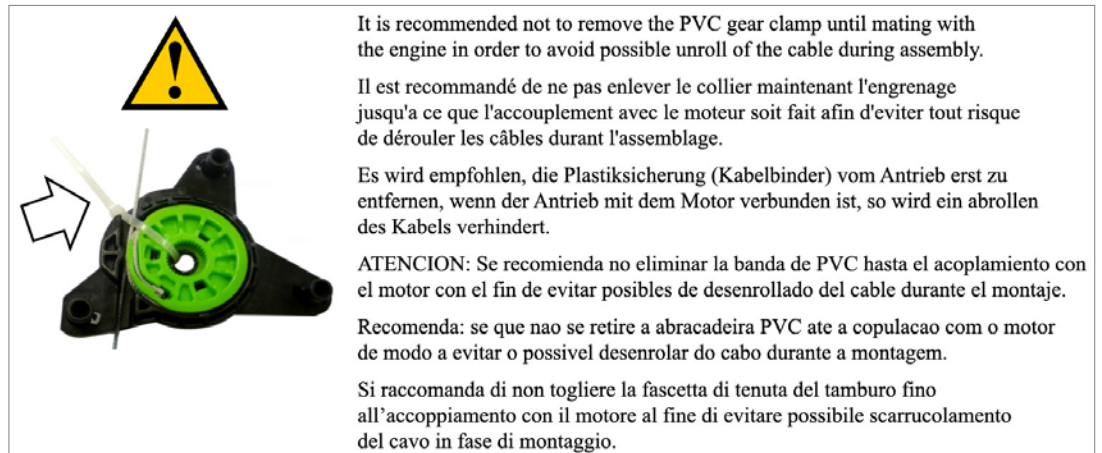 It is recommended not to remove the PVC gear clamp until mating with
the engine in order to avoid possible unroll of the cable during assembly.
Il est recommandé de ne pas enlever le collier maintenant l'engrenage
jusqu'a ce que l'accouplement avec le moteur soit fait afin d'eviter tout risque
de dérouler les câbles durant l'assemblage.
Es wird empfohlen, die Plastiksicherung (Kabelbinder) vom Antrieb erst zu
entfernen, wenn der Antrieb mit dem Motor verbunden ist, so wird ein abrollen
des Kabels verhindert.
ATENCION: Se recomienda no eliminar la banda de PVC hasta el acoplamiento con
el motor con el fin de evitar posibles de desenrollado del cable durante el montaje.
Recomenda: se que nao se retire a abracadeira PVC ate a copulacao com o motor
de modo a evitar o possivel desenrolar do cabo durante a montagem.
Si raccomanda di non togliere la fascetta di tenuta del tamburo fino
all’accoppiamento con il motore al fine di evitare possibile scarrucolamento
del cavo in fase di montaggio.